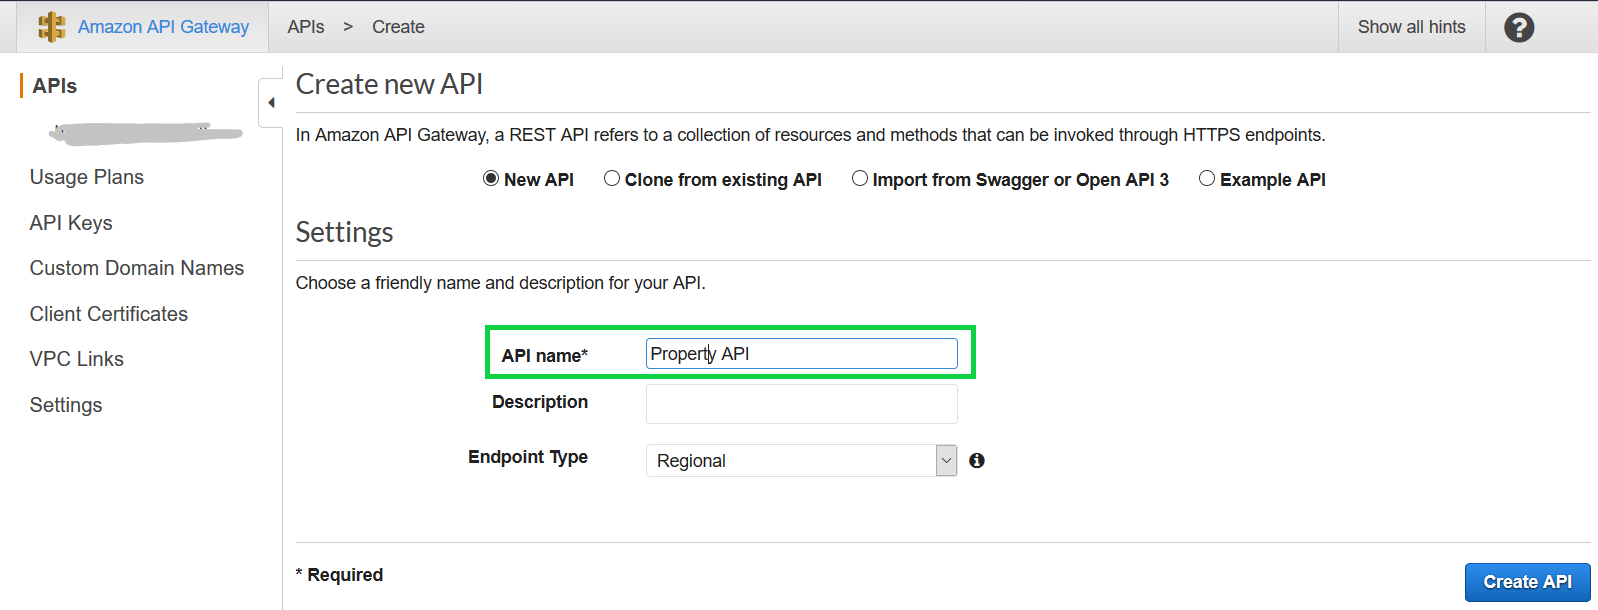 Amazon API Gateway APIs > Create Show all hints ?
APIs
Create new API
In Amazon API Gateway, a REST API refers to a collection of resources and methods that can be invoked through HTTPS endpoints.
New API Clone from existing API Import from Swagger or Open API 3 Example API
Usage Plans
API Keys
Custom Domain Names
Client Certificates
VPC Links
Settings
Settings
Choose a friendly name and description for your API.
API name* Property API
Description
Endpoint Type Regional
* Required
Create API